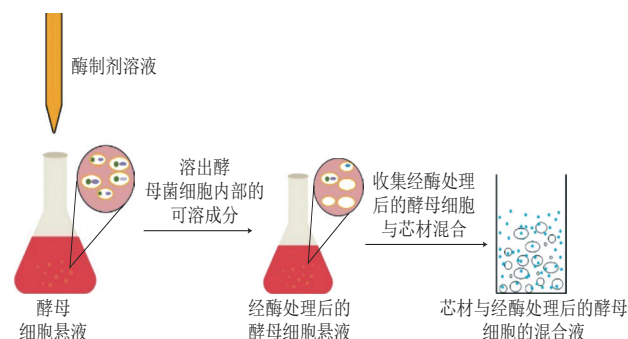 酶制剂溶液
溶出酵
母菌细胞内部的
可溶成分
收集经酶处理
后的酵母细胞
与芯材混合
酵母
细胞悬液
经酶处理后的
酵母细胞悬液
芯材与经酶处理后的酵母
细胞的混合液